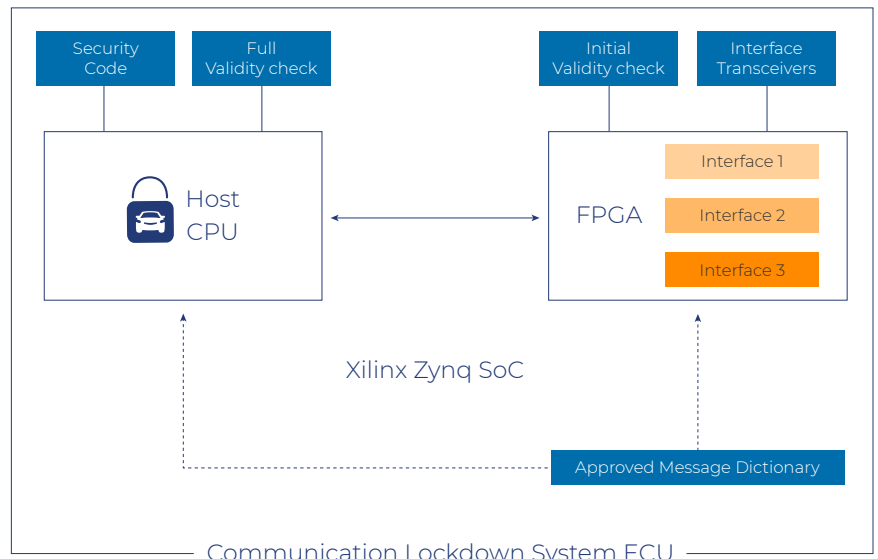 Security
Code
Full
Validity check
Initial
Validity check
Interface
Transceivers
Host
CPU
FPGA
Interface 1
Interface 2
Interface 3
Xilinx Zynq SoC
Approved Message Dictionary
Communication Lockdown System ECU